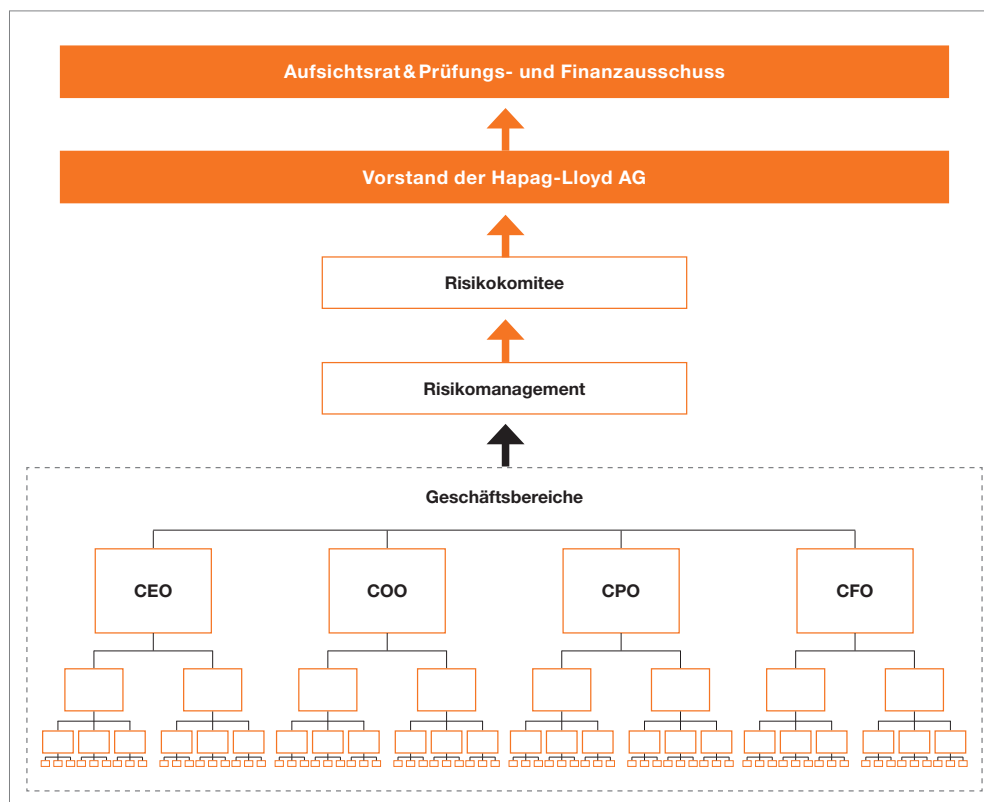 Aufsichtsrat & Prüfungs- und Finanzausschuss
Vorstand der Hapag-Lloyd AG
Risikokomitee
Risikomanagement
Geschäftsbereiche
CEO
COO
CPO
CFO